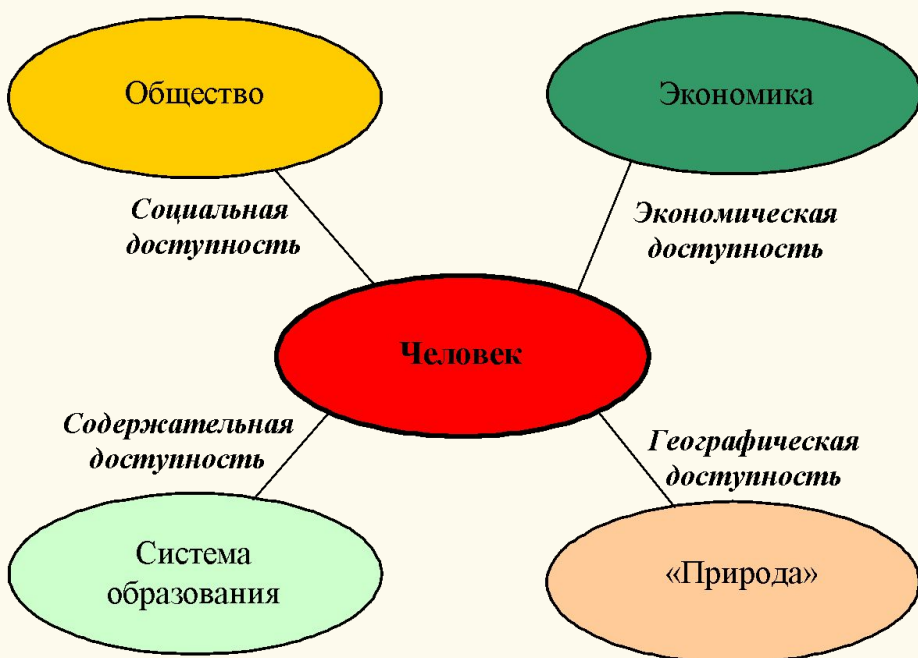 Общество
Экономика
Социальная
доступность
Экономическая
доступность
Человек
Содержательная
доступность
Географическая
доступность
Система
образования
«Природа»